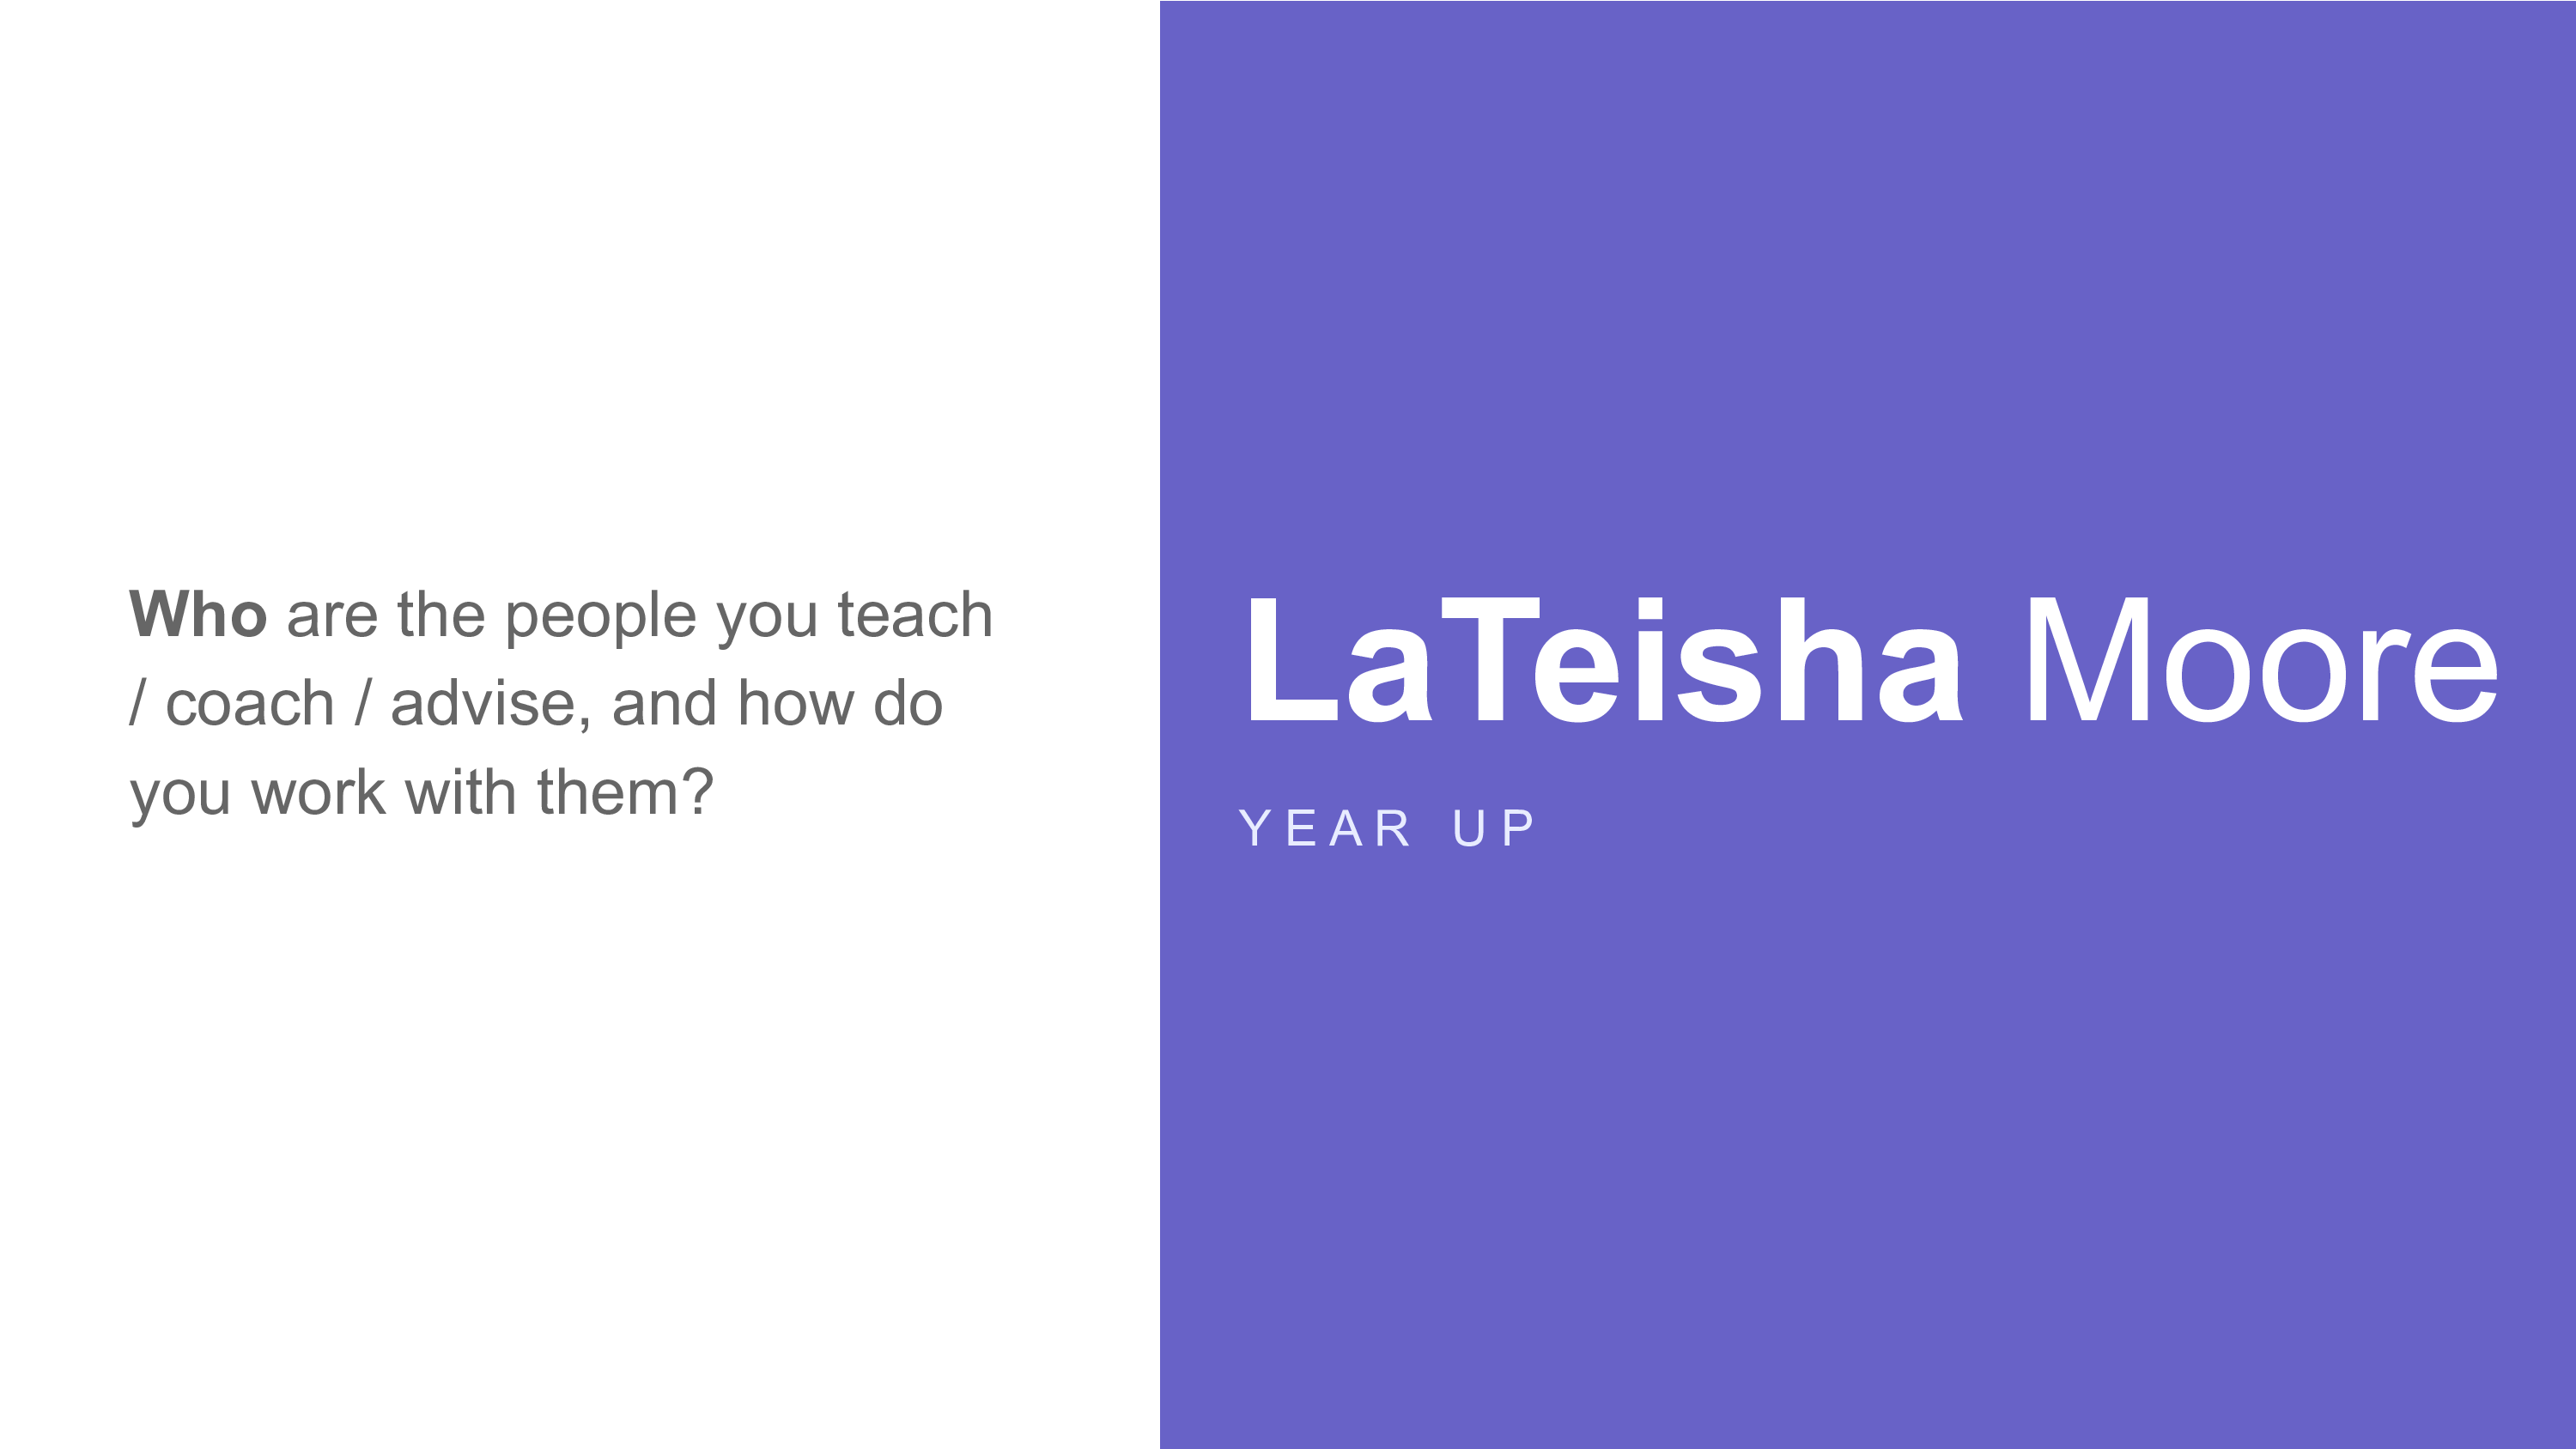 Who are the people you teach
/ coach / advise, and how do
you work with them?
LaTeisha Moore
YEAR UP